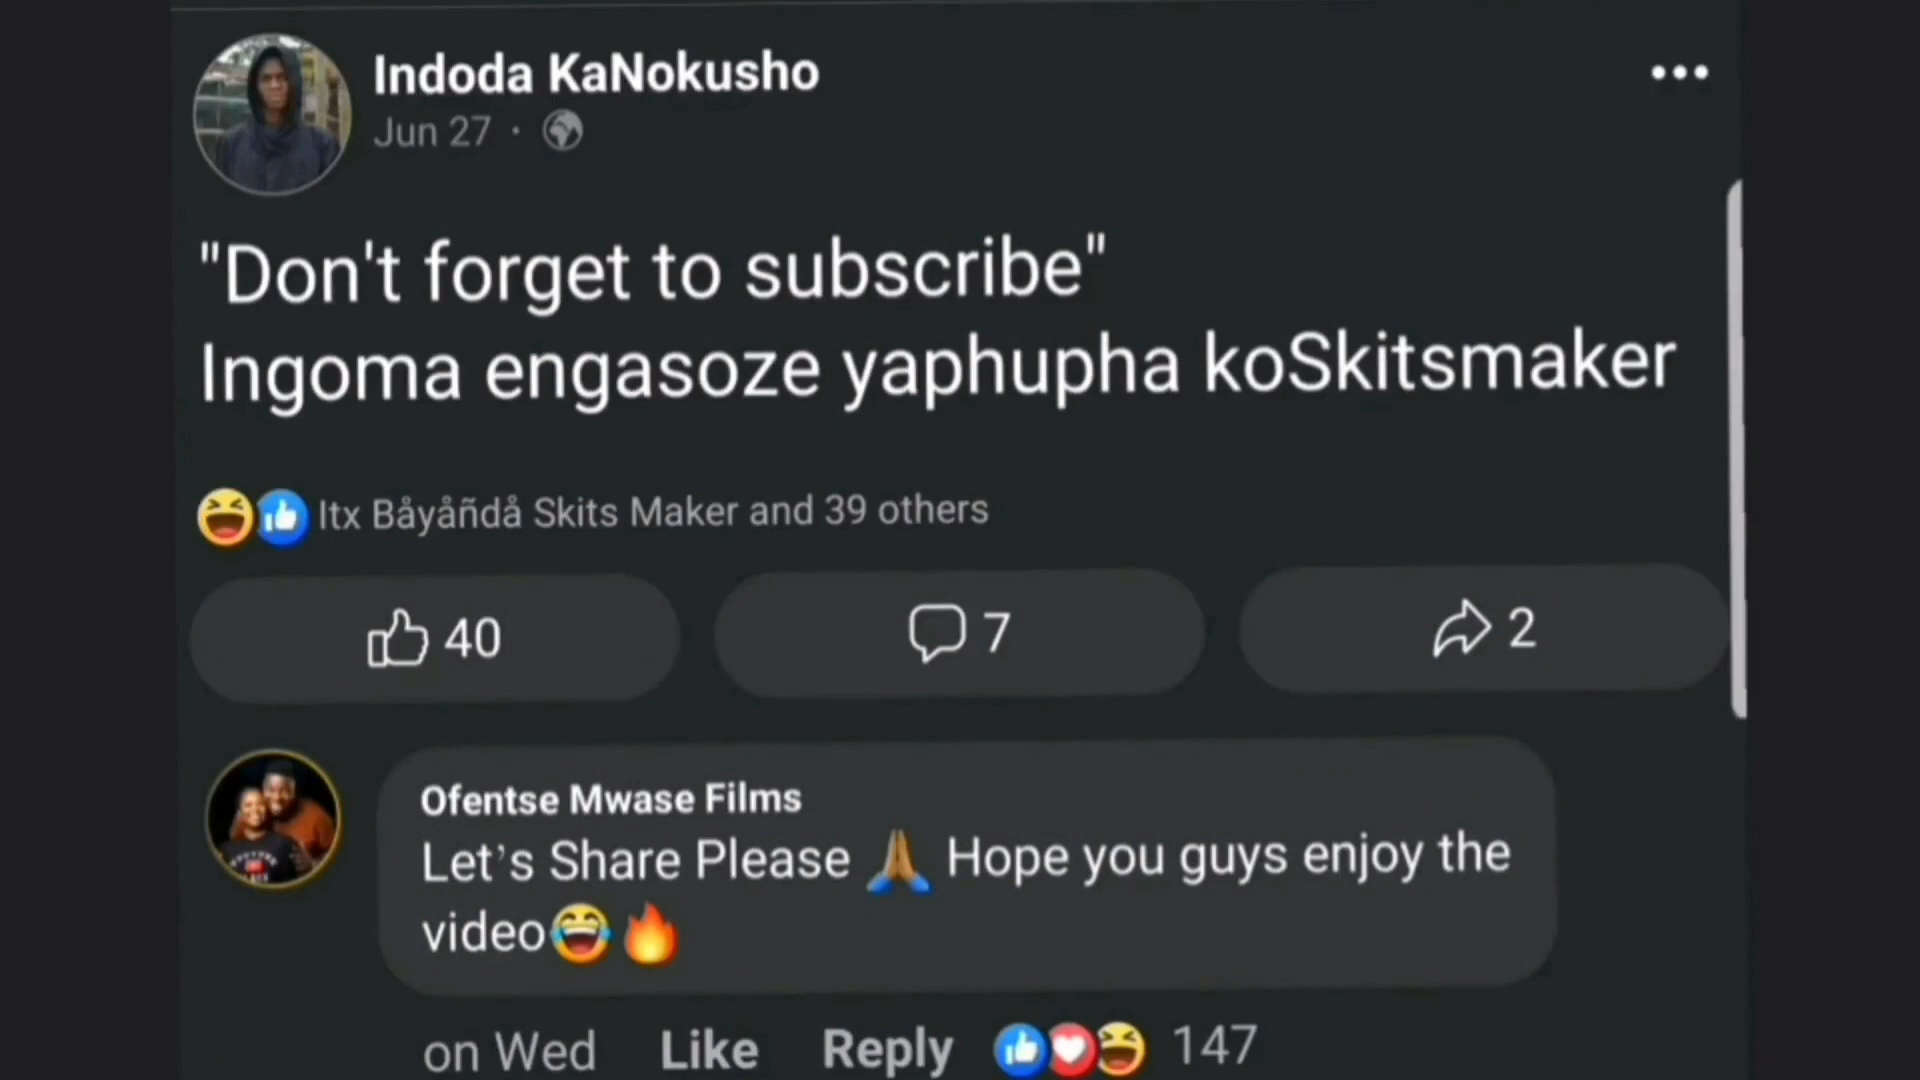 Indoda KaNokusho
Jun 27 ·
"Don't forget to subscribe"
Ingoma engasoze yaphupha koSkitsmaker
Itx Båyåñdå Skits Maker and 39 others
40
7
2
Ofentse Mwase Films
Let's Share Please 🙏🏾 Hope you guys enjoy the
video😂🔥
on Wed Like Reply 147